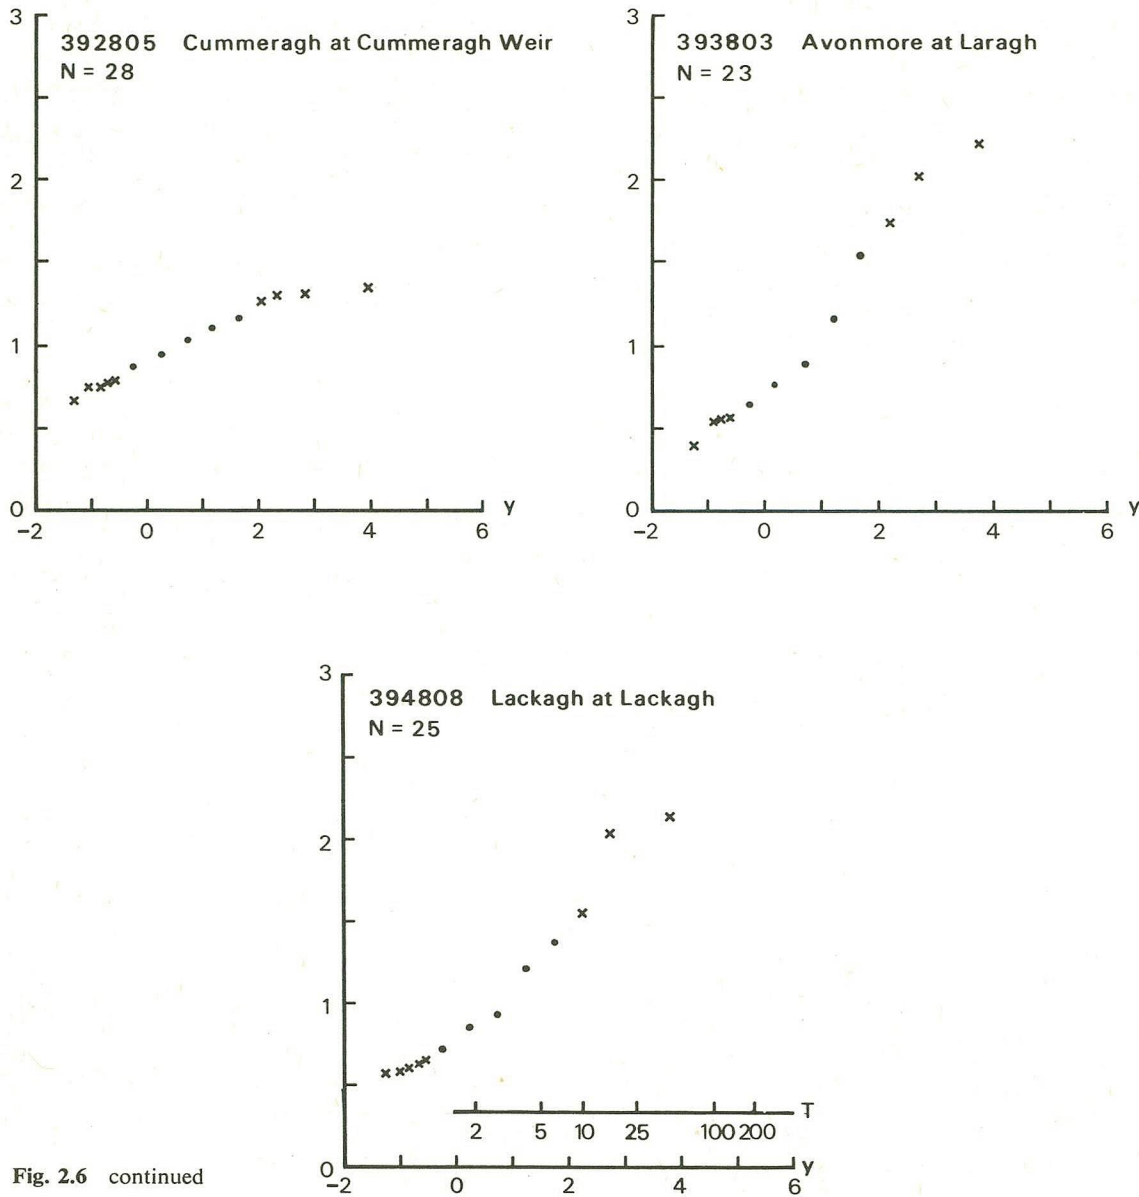 3
392805 Cummeragh at Cummeragh Weir
N = 28
2
1
0
−2 0 2 4 6 y
3
393803 Avonmore at Laragh
N = 23
2
1
0
−2 0 2 4 6 y
3
394808 Lackagh at Lackagh
N = 25
2
1
T
2 5 10 25 100 200
0
−2 0 2 4 6 y
Fig. 2.6 continued